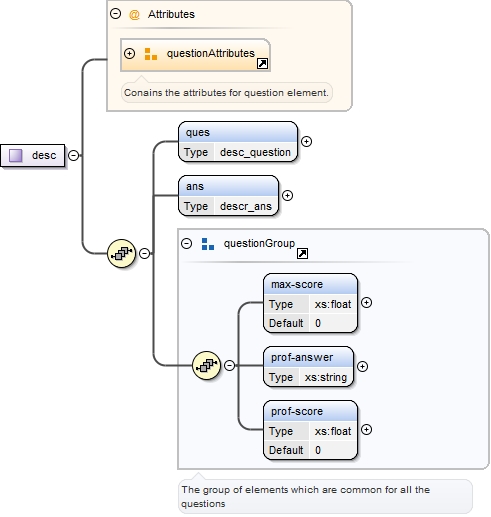 @ Attributes
questionAttributes
Conains the attributes for question element.
desc
ques
Type desc_question
ans
Type descr_ans
questionGroup
max-score
Type xs:float
Default 0
prof-answer
Type xs:string
prof-score
Type xs:float
Default 0
The group of elements which are common for all the
questions